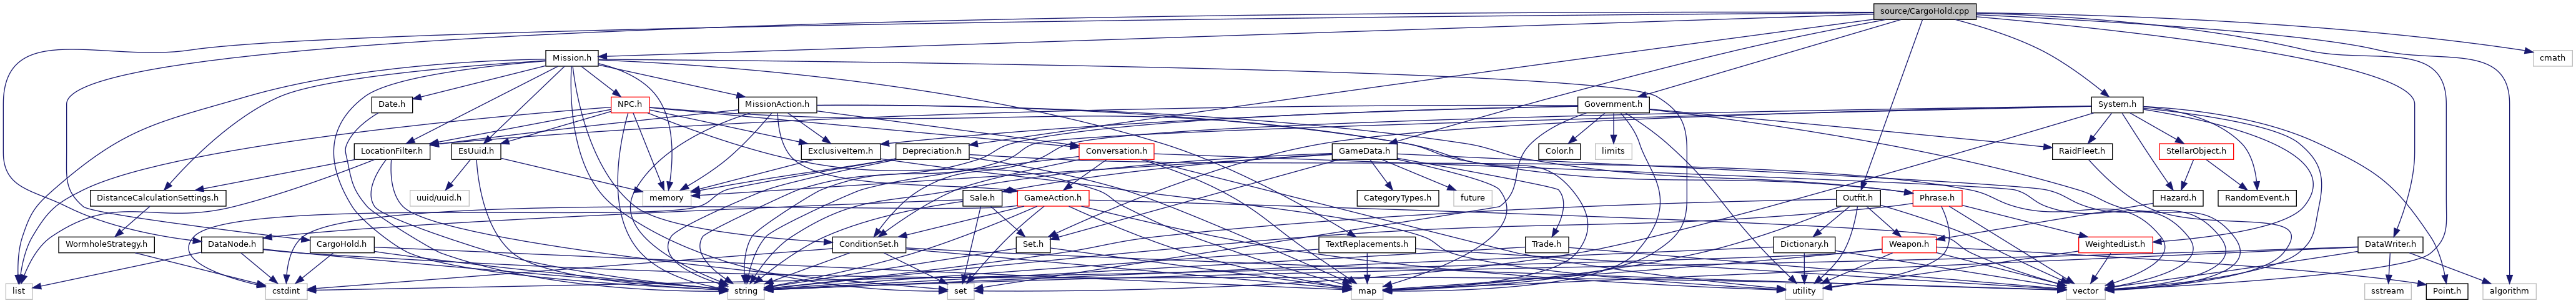 source/CargoHold.cpp
Mission.h
cmath
Date.h
NPC.h
MissionAction.h
Government.h
System.h
LocationFilter.h
EsUuid.h
ExclusiveItem.h
Depreciation.h
Conversation.h
GameData.h
Color.h
limits
RaidFleet.h
StellarObject.h
DistanceCalculationSettings.h
uuid/uuid.h
memory
Sale.h
GameAction.h
CategoryTypes.h
future
Outfit.h
Phrase.h
Hazard.h
RandomEvent.h
WormholeStrategy.h
DataNode.h
CargoHold.h
ConditionSet.h
Set.h
TextReplacements.h
Trade.h
Dictionary.h
Weapon.h
WeightedList.h
DataWriter.h
list
cstdint
string
set
map
utility
vector
sstream
Point.h
algorithm